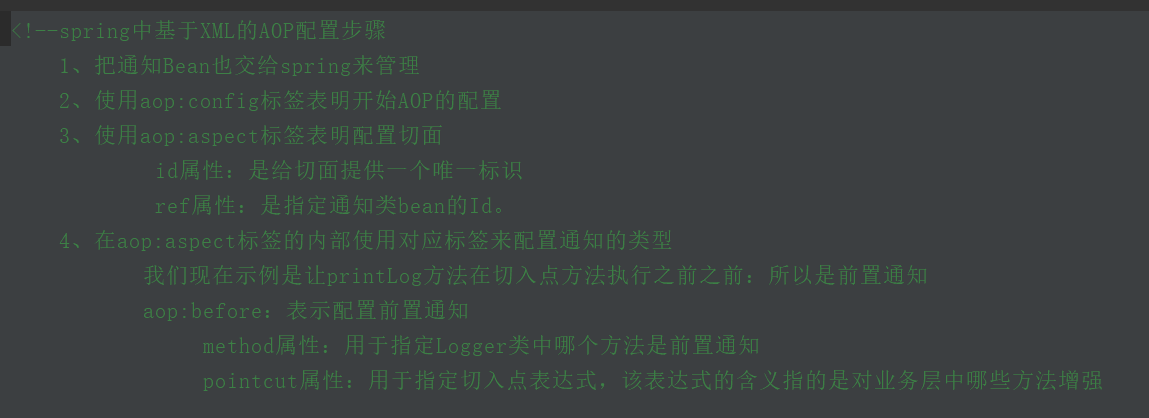 <!--spring中基于XML的AOP配置步骤
1、把通知Bean也交给spring来管理
2、使用aop:config标签表明开始AOP的配置
3、使用aop:aspect标签表明配置切面
id属性：是给切面提供一个唯一标识
ref属性：是指定通知类bean的Id。
4、在aop:aspect标签的内部使用对应标签来配置通知的类型
我们现在示例是让printLog方法在切入点方法执行之前之前：所以是前置通知
aop:before：表示配置前置通知
method属性：用于指定Logger类中哪个方法是前置通知
pointcut属性：用于指定切入点表达式，该表达式的含义指的是对业务层中哪些方法增强